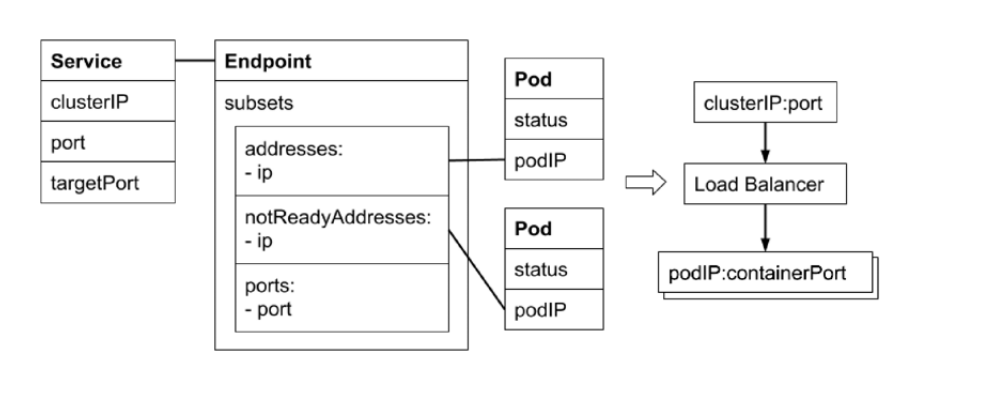 Service
clusterIP
port
targetPort
Endpoint
subsets
addresses:
- ip
notReadyAddresses:
- ip
ports:
- port
Pod
status
podIP
Pod
status
podIP
clusterIP:port
Load Balancer
podIP:containerPort